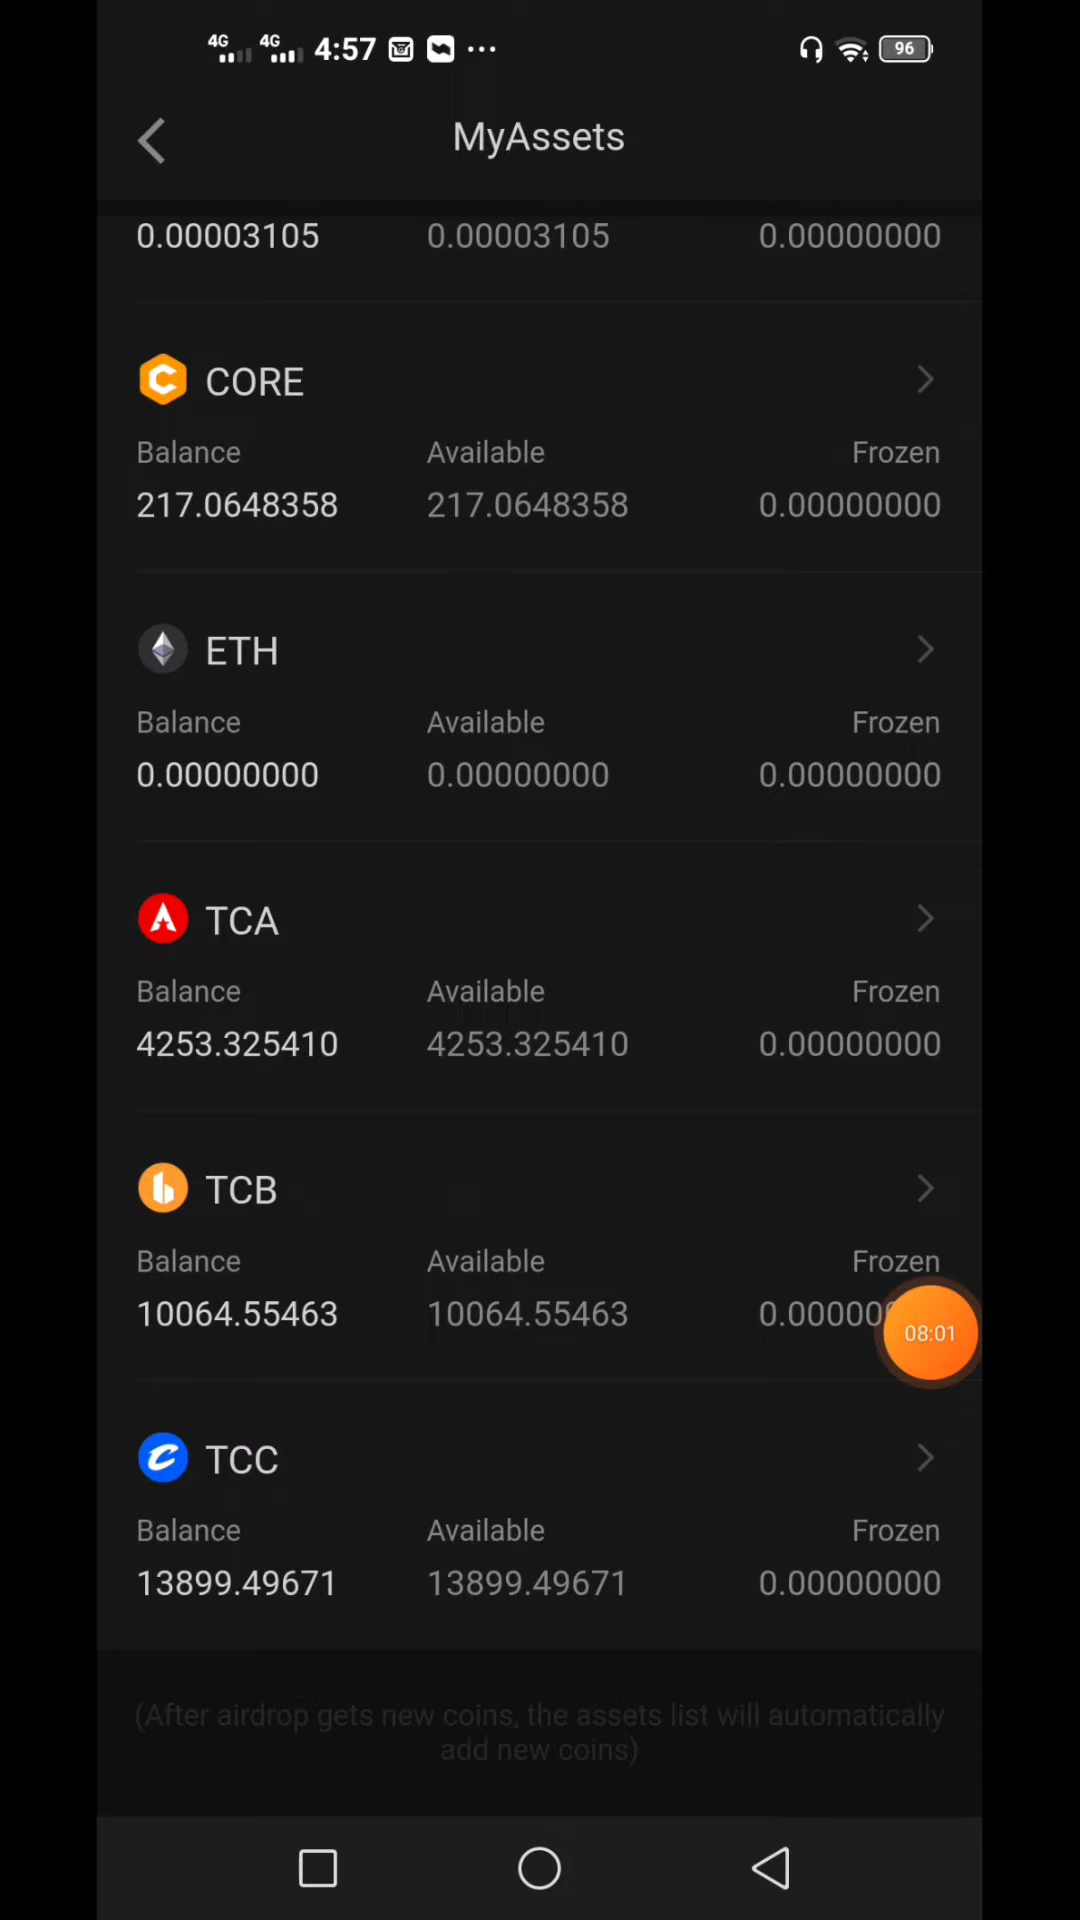 4G 4G 4:57 ... 96
MyAssets
0.00003105 0.00003105 0.00000000
CORE
Balance Available Frozen
217.0648358 217.0648358 0.00000000
ETH
Balance Available Frozen
0.00000000 0.00000000 0.00000000
TCA
Balance Available Frozen
4253.325410 4253.325410 0.00000000
TCB
Balance Available Frozen
10064.55463 10064.55463 0.00000
08:01
TCC
Balance Available Frozen
13899.49671 13899.49671 0.00000000
(After airdrop gets new coins, the assets list will automatically
add new coins)